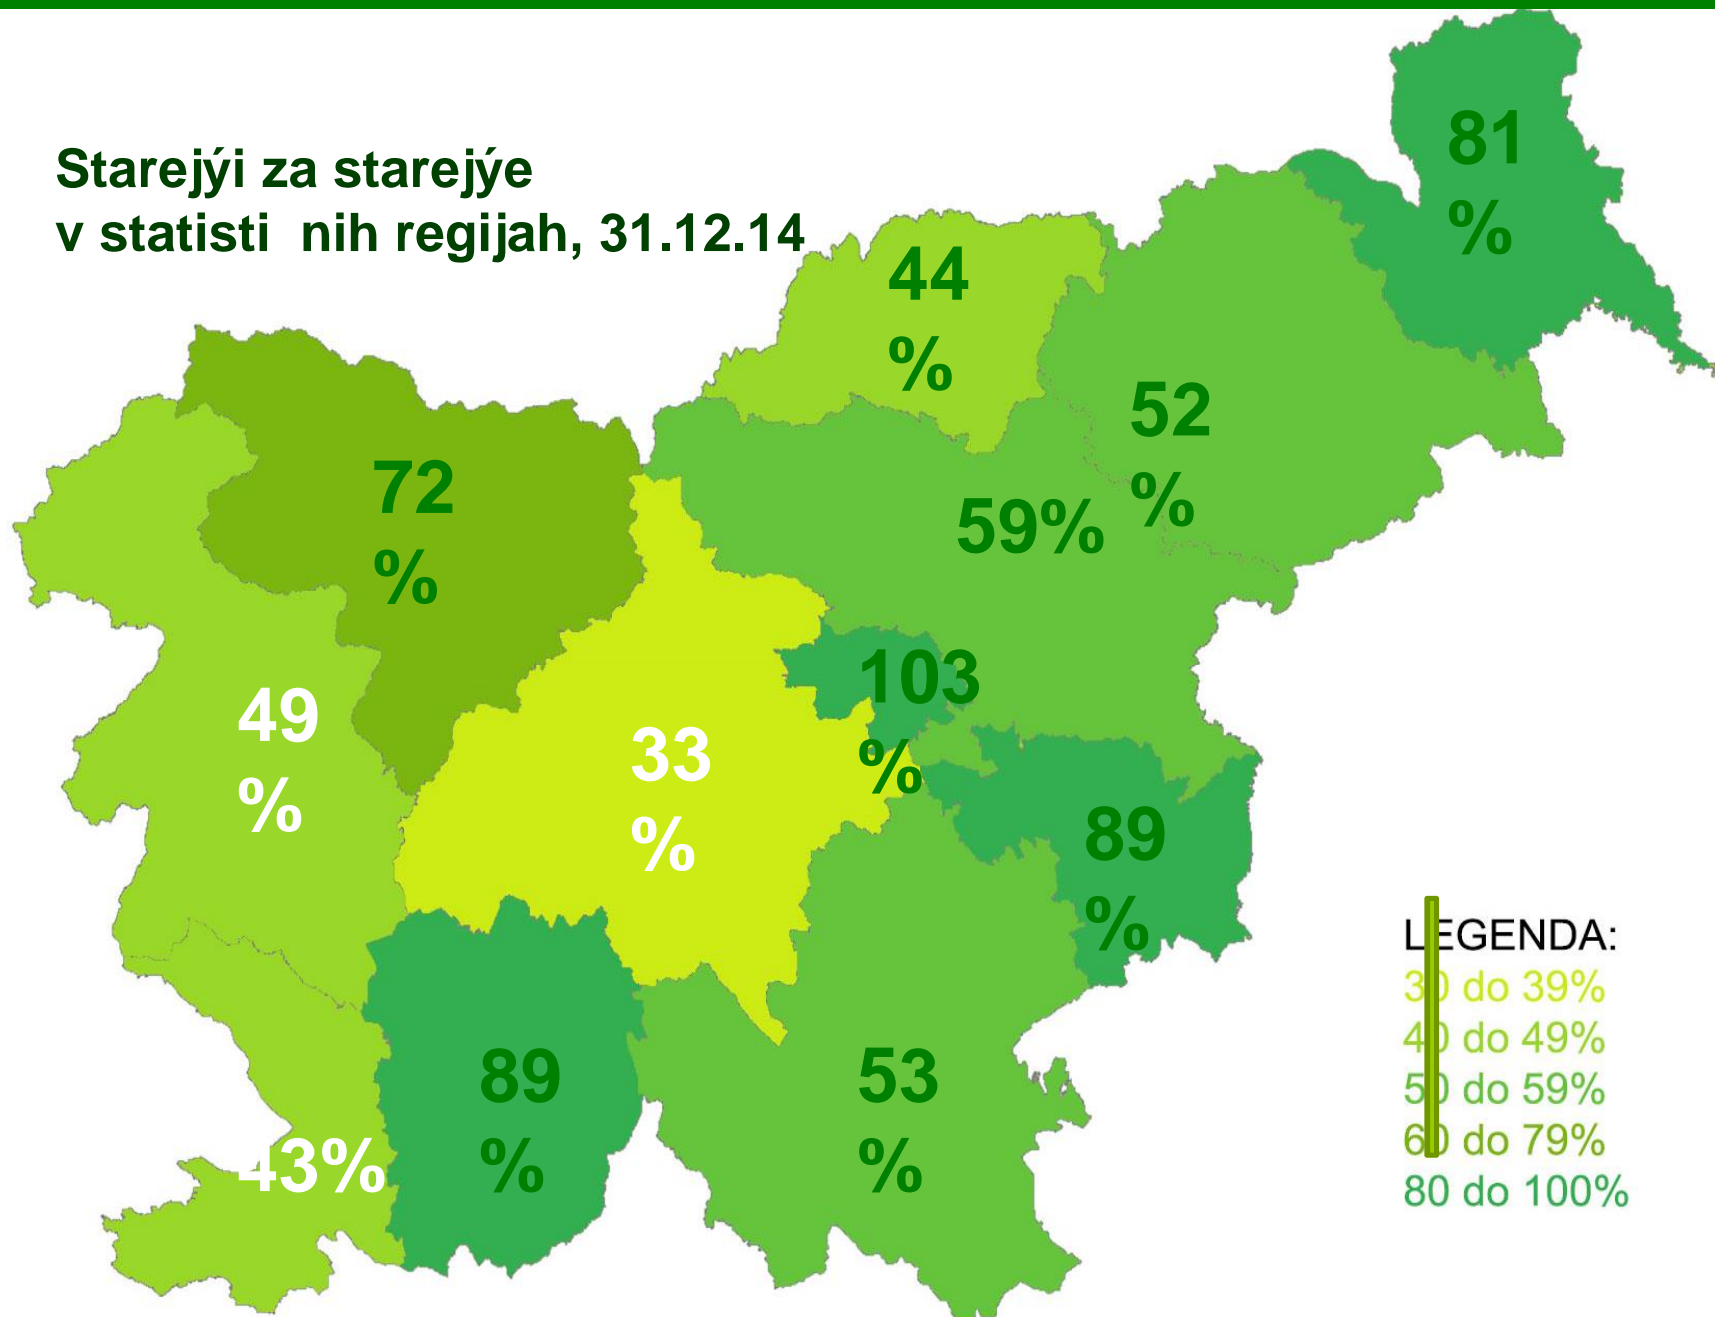 Starejýi za starejýe
v statisti nih regijah, 31.12.14
81
%
44
%
52
%
72
%
59%
103
%
49
%
33
%
89
%
89
%
53
%
43%
LEGENDA:
30 do 39%
40 do 49%
50 do 59%
60 do 79%
80 do 100%